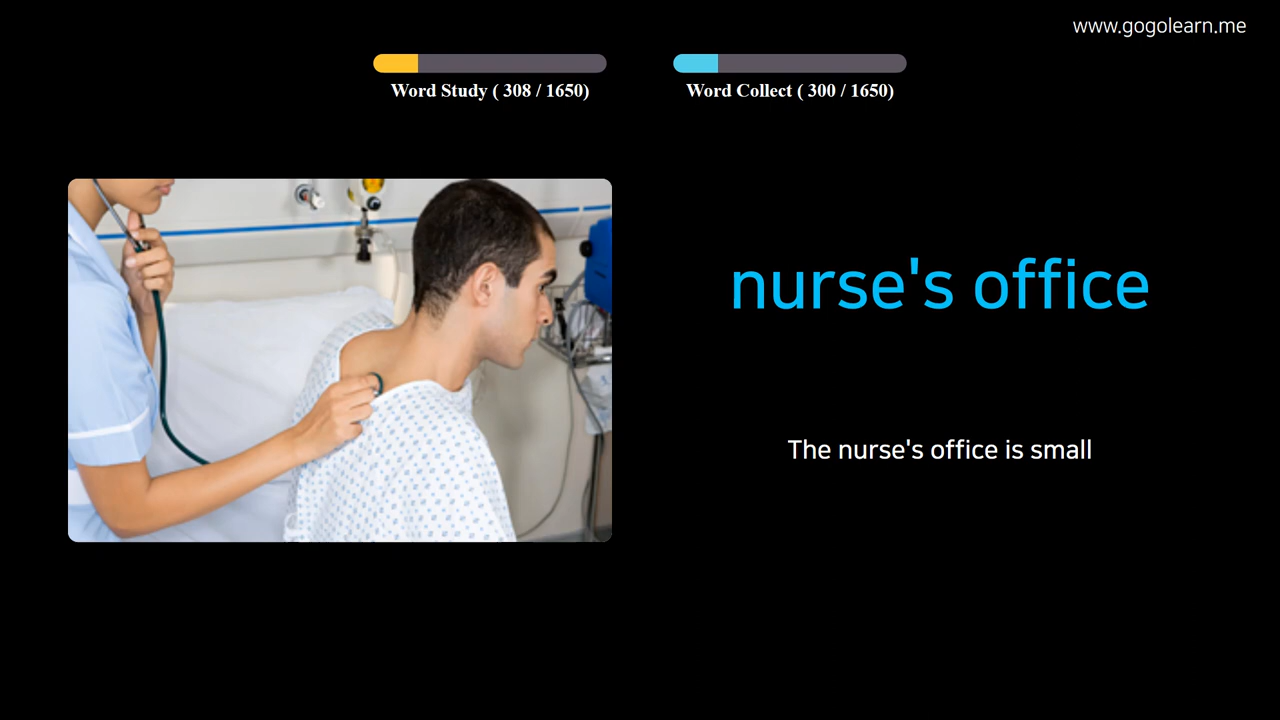 www.gogolearn.me
Word Study ( 308 / 1650)
Word Collect ( 300 / 1650)
nurse's office
The nurse's office is small